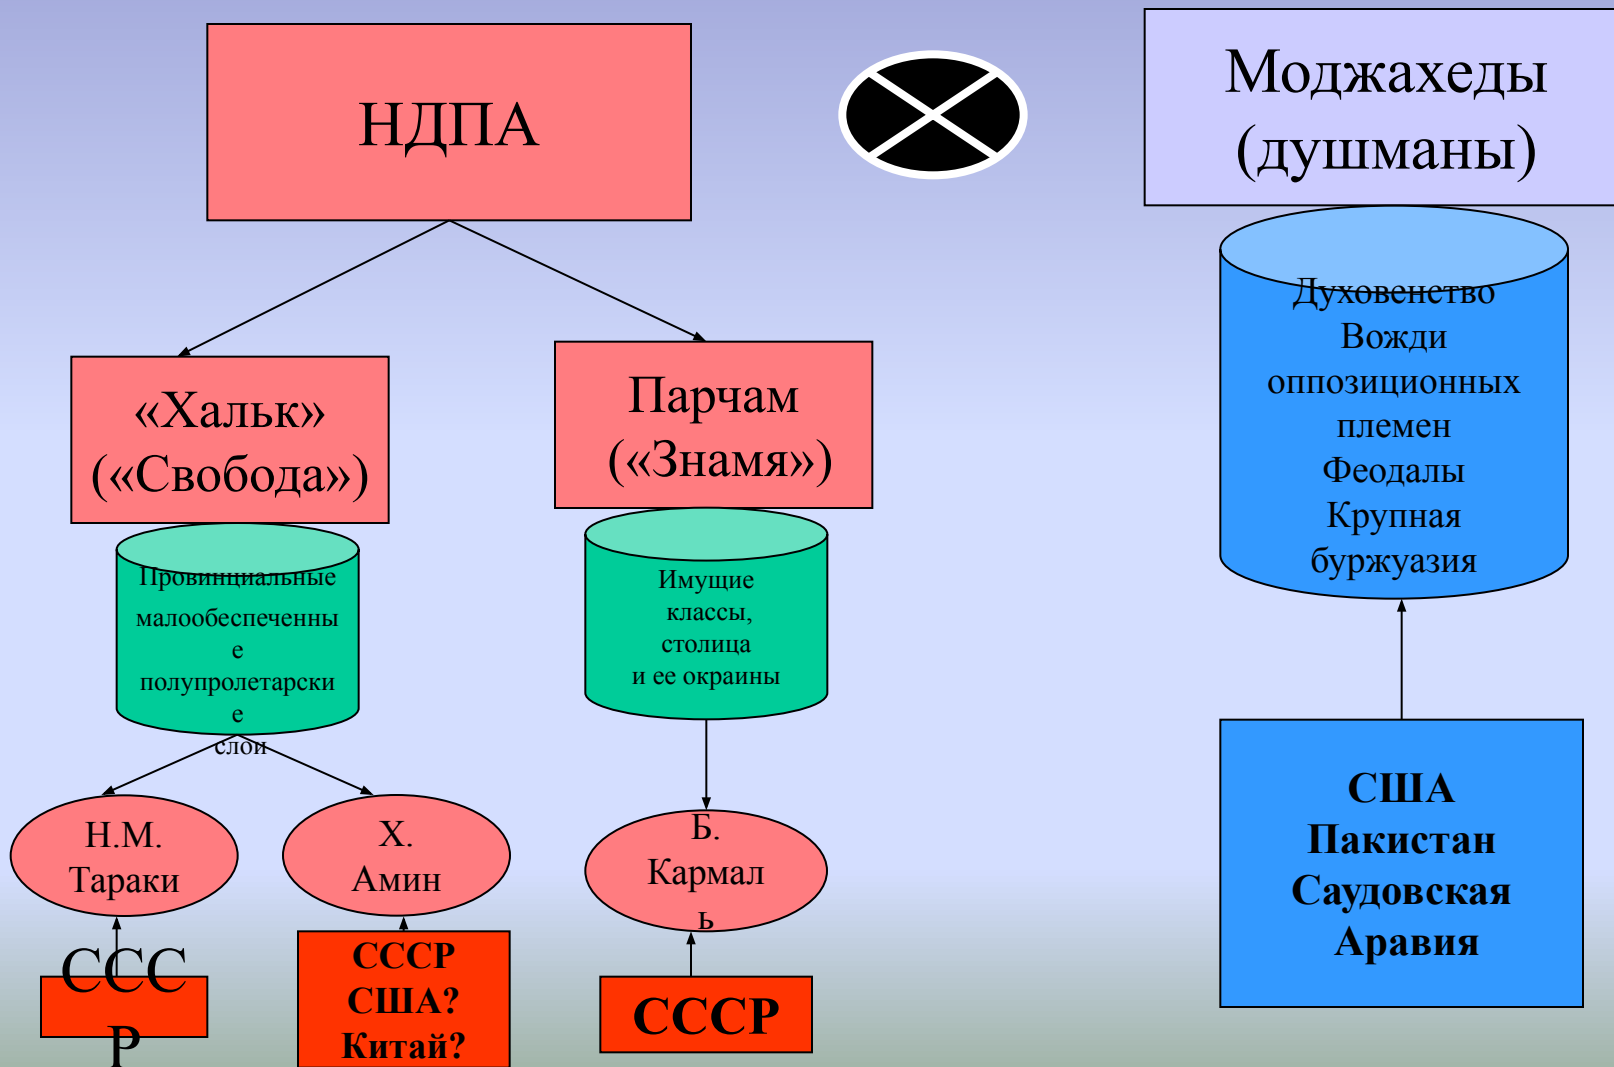 НДПА
Моджахеды
(душманы)
«Хальк»
(«Свобода»)
Парчам
(«Знамя»)
Духовенство
Вожди
оппозиционных
племен
Феодалы
Крупная
буржуазия
Провинциальные
малообеспеченны
е
полупролетарски
е
слои
Имущие
классы,
столица
и ее окраины
Н.М.
Тараки
Х.
Амин
Б.
Кармал
ь
ССС
Р
СССР
США?
Китай?
СССР
США
Пакистан
Саудовская
Аравия